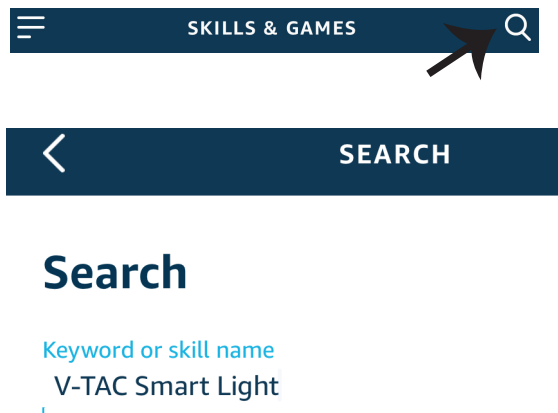 SKILLS & GAMES
SEARCH
Search
Keyword or skill name
V-TAC Smart Light